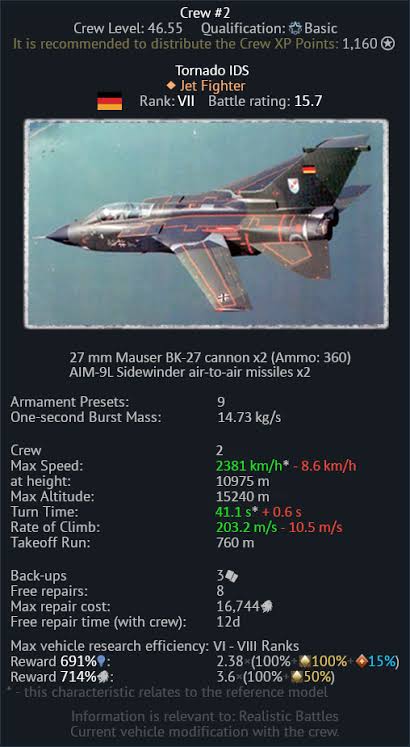 Crew #2
Crew Level: 46.55 Qualification: Basic
It is recommended to distribute the Crew XP Points: 1,160
Tornado IDS
Jet Fighter
Rank: VII Battle rating: 15.7
27 mm Mauser BK-27 cannon x2 (Ammo: 360)
AIM-9L Sidewinder air-to-air missiles x2
Armament Presets: 9
One-second Burst Mass: 14.73 kg/s
Crew 2
Max Speed: 2381 km/h* - 8.6 km/h
at height: 10975 m
Max Altitude: 15240 m
Turn Time: 41.1 s* + 0.6 s
Rate of Climb: 203.2 m/s - 10.5 m/s
Takeoff Run: 760 m
Back-ups 3
Free repairs: 8
Max repair cost: 16,744
Free repair time (with crew): 12d
Max vehicle research efficiency: VI - VIII Ranks
Reward 691%: 2.38×(100%+100%+15%)
Reward 714%: 3.6×(100%+50%)
* - this characteristic relates to the reference model
Information is relevant to: Realistic Battles
Current vehicle modification with the crew.